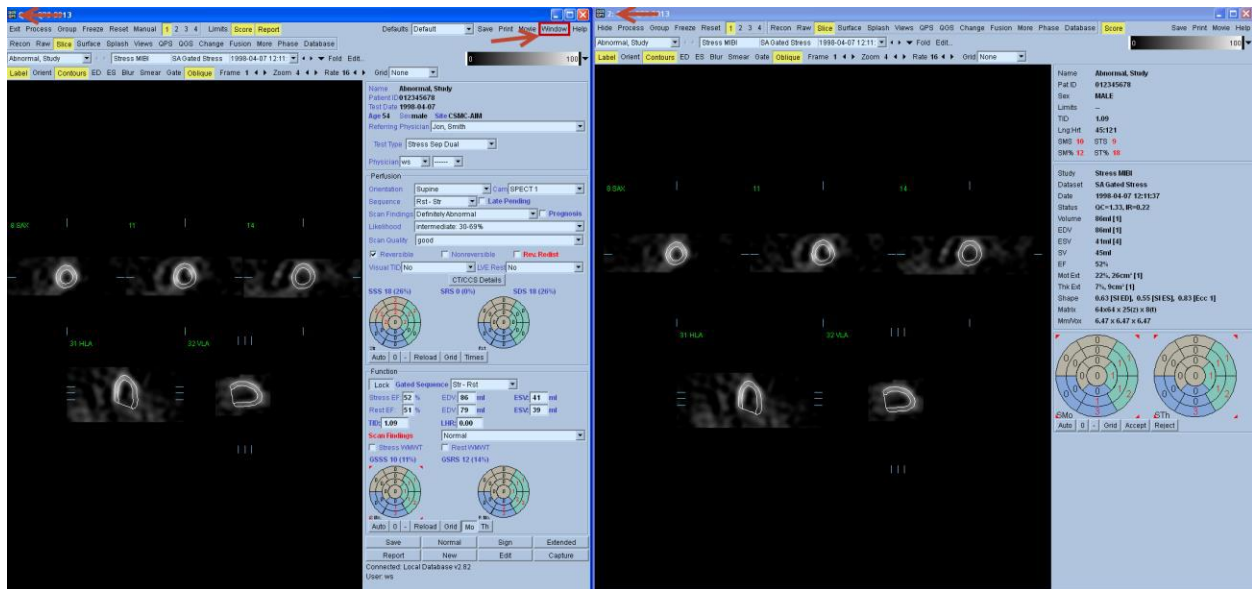 Exit Process Group Freeze Reset Manual 1 2 3 4 Limits Score Report
Defaults Default Save Print Movie Window Help
Recon Raw Slice Surface Splash Views QPS QGS Change Fusion More Phase Database
Abnormal, Study Stress MIBI SA Gated Stress 1998-04-07 12:11 Fold Edit...
0 100
Label Orient Contours ED ES Blur Smear Gate Oblique Frame 1 Zoom 4 Rate 16 Grid None
8 SAX 11 14
31 HLA 32 VLA
Name Abnormal, Study
Patient ID 012345678
Test Date 1998-04-07
Age 54 Sex male Site CSMC-AIM
Referring Physician Jon, Smith
Test Type Stress Sep Dual
Physician ws ------
Perfusion
Orientation Supine Cam SPECT 1
Sequence Rst - Str Late Pending
Scan Findings Definitely Abnormal Prognosis
Likelihood intermediate: 30-69%
Scan Quality good
Reversible Nonreversible Rev. Redist
Visual TID No LVE Rest No
CT/CCS Details
SSS 18 (26%) SRS 0 (0%) SDS 18 (26%)
Auto 0 - Reload Grid Times
Function
Lock Gated Sequence Str - Rst
Stress EF: 52 % EDV 86 ml ESV: 41 ml
Rest EF: 51 % EDV 79 ml ESV: 39 ml
TID: 1.09 LHR: 0.00
Scan Findings Normal
Stress WMWT Rest WMWT
GSSS 10 (11%) GSRS 12 (14%)
Auto 0 - Reload Grid Mo Th
Save Normal Sign Extended
Report New Edit Capture
Connected: Local Database v2.82
User: ws
Hide Process Group Freeze Reset 1 2 3 4 Recon Raw Slice Surface Splash Views QPS QGS Change Fusion More Phase Database Score Save Print Movie Help
Abnormal, Study Stress MIBI SA Gated Stress 1998-04-07 12:11 Fold Edit...
0 100
Label Orient Contours ED ES Blur Smear Gate Oblique Frame 1 Zoom 4 Rate 16 Grid None
8 SAX 11 14
31 HLA 32 VLA
Name Abnormal, Study
Pat ID 012345678
Sex MALE
Limits --
TID 1.09
Lng:Hrt 45:121
SMS 10 STS 9
SM% 12 ST% 10
Study Stress MIBI
Dataset SA Gated Stress
Date 1998-04-07 12:11:37
Status QC=1.33, IR=0.22
Volume 86ml [1]
EDV 86ml [1]
ESV 41ml [4]
SV 45ml
EF 52%
Mot Ext 22%, 26cm² [1]
Thk Ext 7%, 9cm² [1]
Shape 0.63 [SI ED], 0.55 [SI ES], 0.83 [Ecc 1]
Matrix 64x64 x 25(z) x 8(t)
Mm/Vox 6.47 x 6.47 x 6.47
SMo STh
Auto 0 - Grid Accept Reject